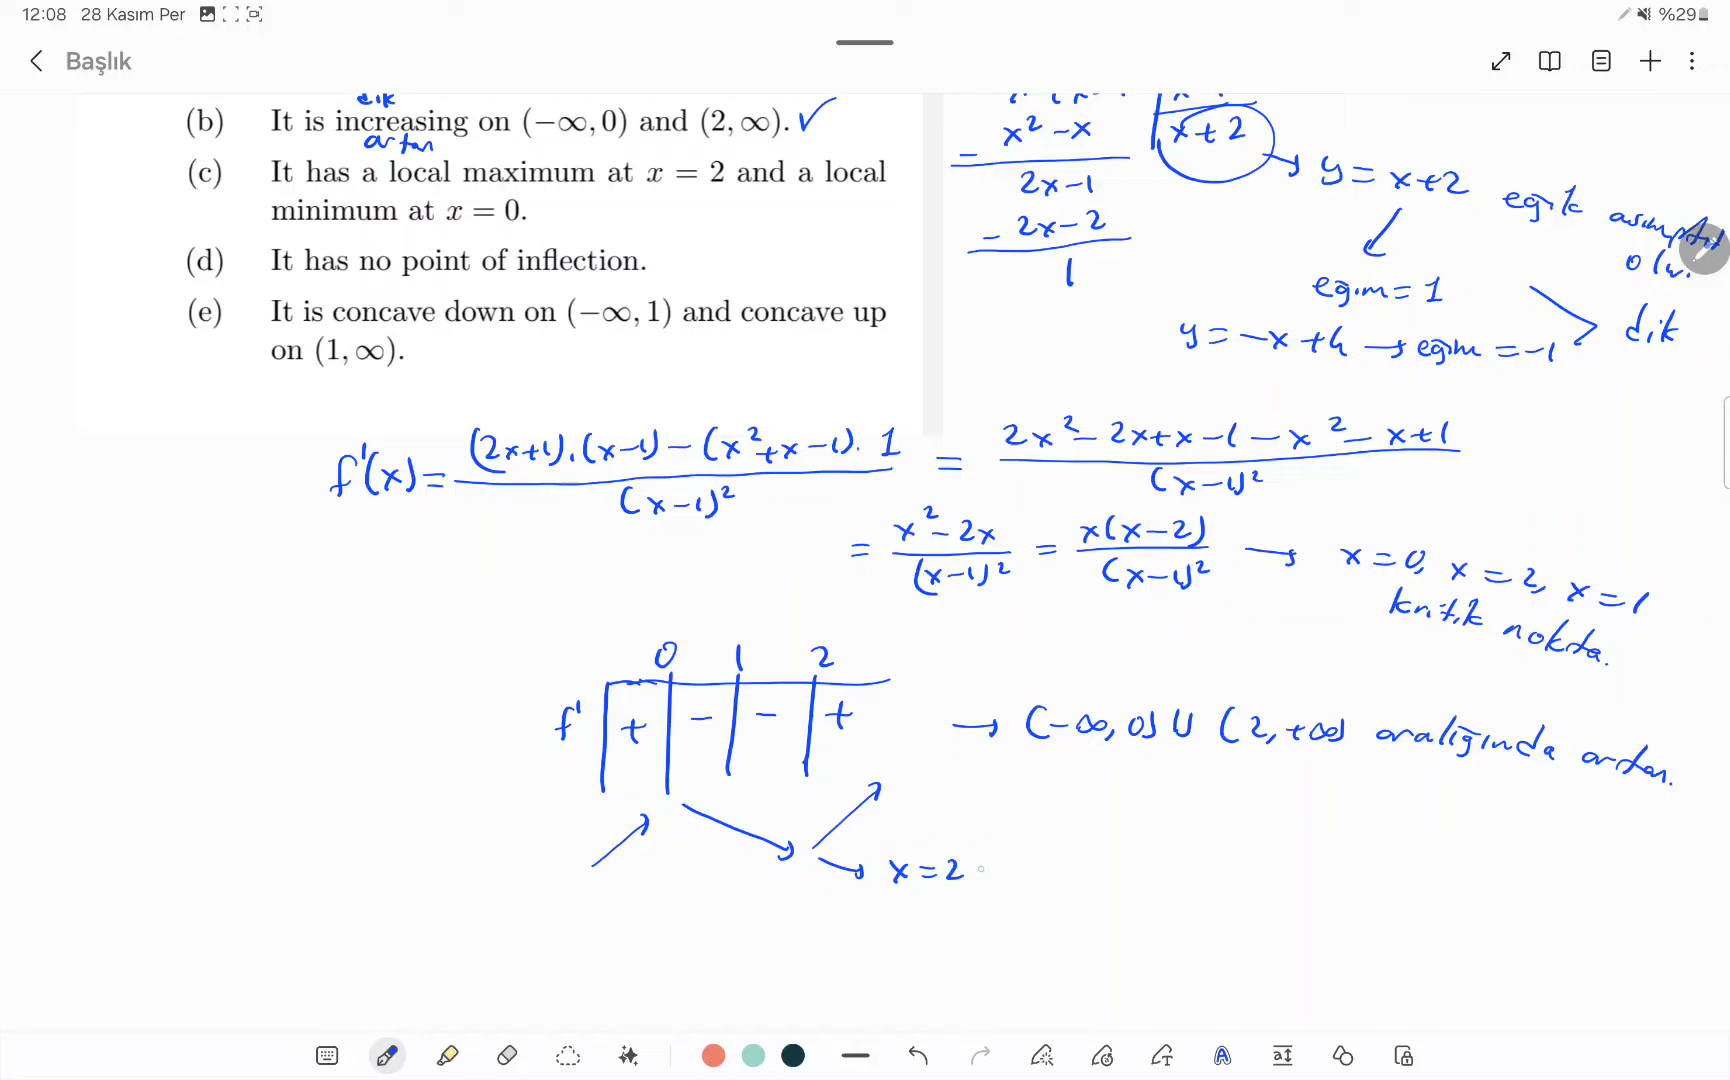 12:08 28 Kasım Per %29
Başlık
dik
(b) It is increasing on (−∞, 0) and (2, ∞). ✓
artan
(c) It has a local maximum at x = 2 and a local
minimum at x = 0.
(d) It has no point of inflection.
(e) It is concave down on (−∞, 1) and concave up
on (1, ∞).
x² − x
x + 2
→ y = x+2
eğik asimptot
olur.
2x − 1
− 2x − 2
1
eğim = 1
y = −x + 4 → eğim = −1
dik
f'(x) = (2x+1).(x−1) − (x²+x−1). 1 / (x−1)² = 2x² − 2x + x − 1 − x² − x + 1 / (x−1)²
= x² − 2x / (x−1)² = x(x−2) / (x−1)² → x = 0, x = 2, x = 1
kritik nokta.
0 1 2
f' + − − +
→ (−∞, 0) ∪ (2, +∞) aralığında artan.
x = 2